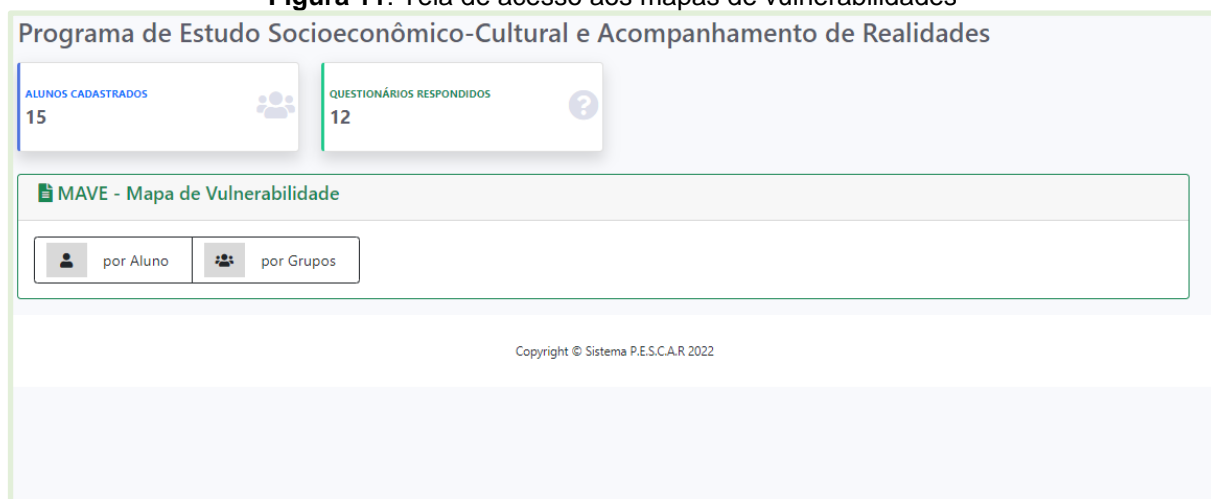 Figura 11: Tela de acesso aos mapas de vulnerabilidades
Programa de Estudo Socioeconômico-Cultural e Acompanhamento de Realidades
ALUNOS CADASTRADOS
15
QUESTIONÁRIOS RESPONDIDOS
12
MAVE - Mapa de Vulnerabilidade
por Aluno
por Grupos
Copyright © Sistema P.E.S.C.A.R 2022